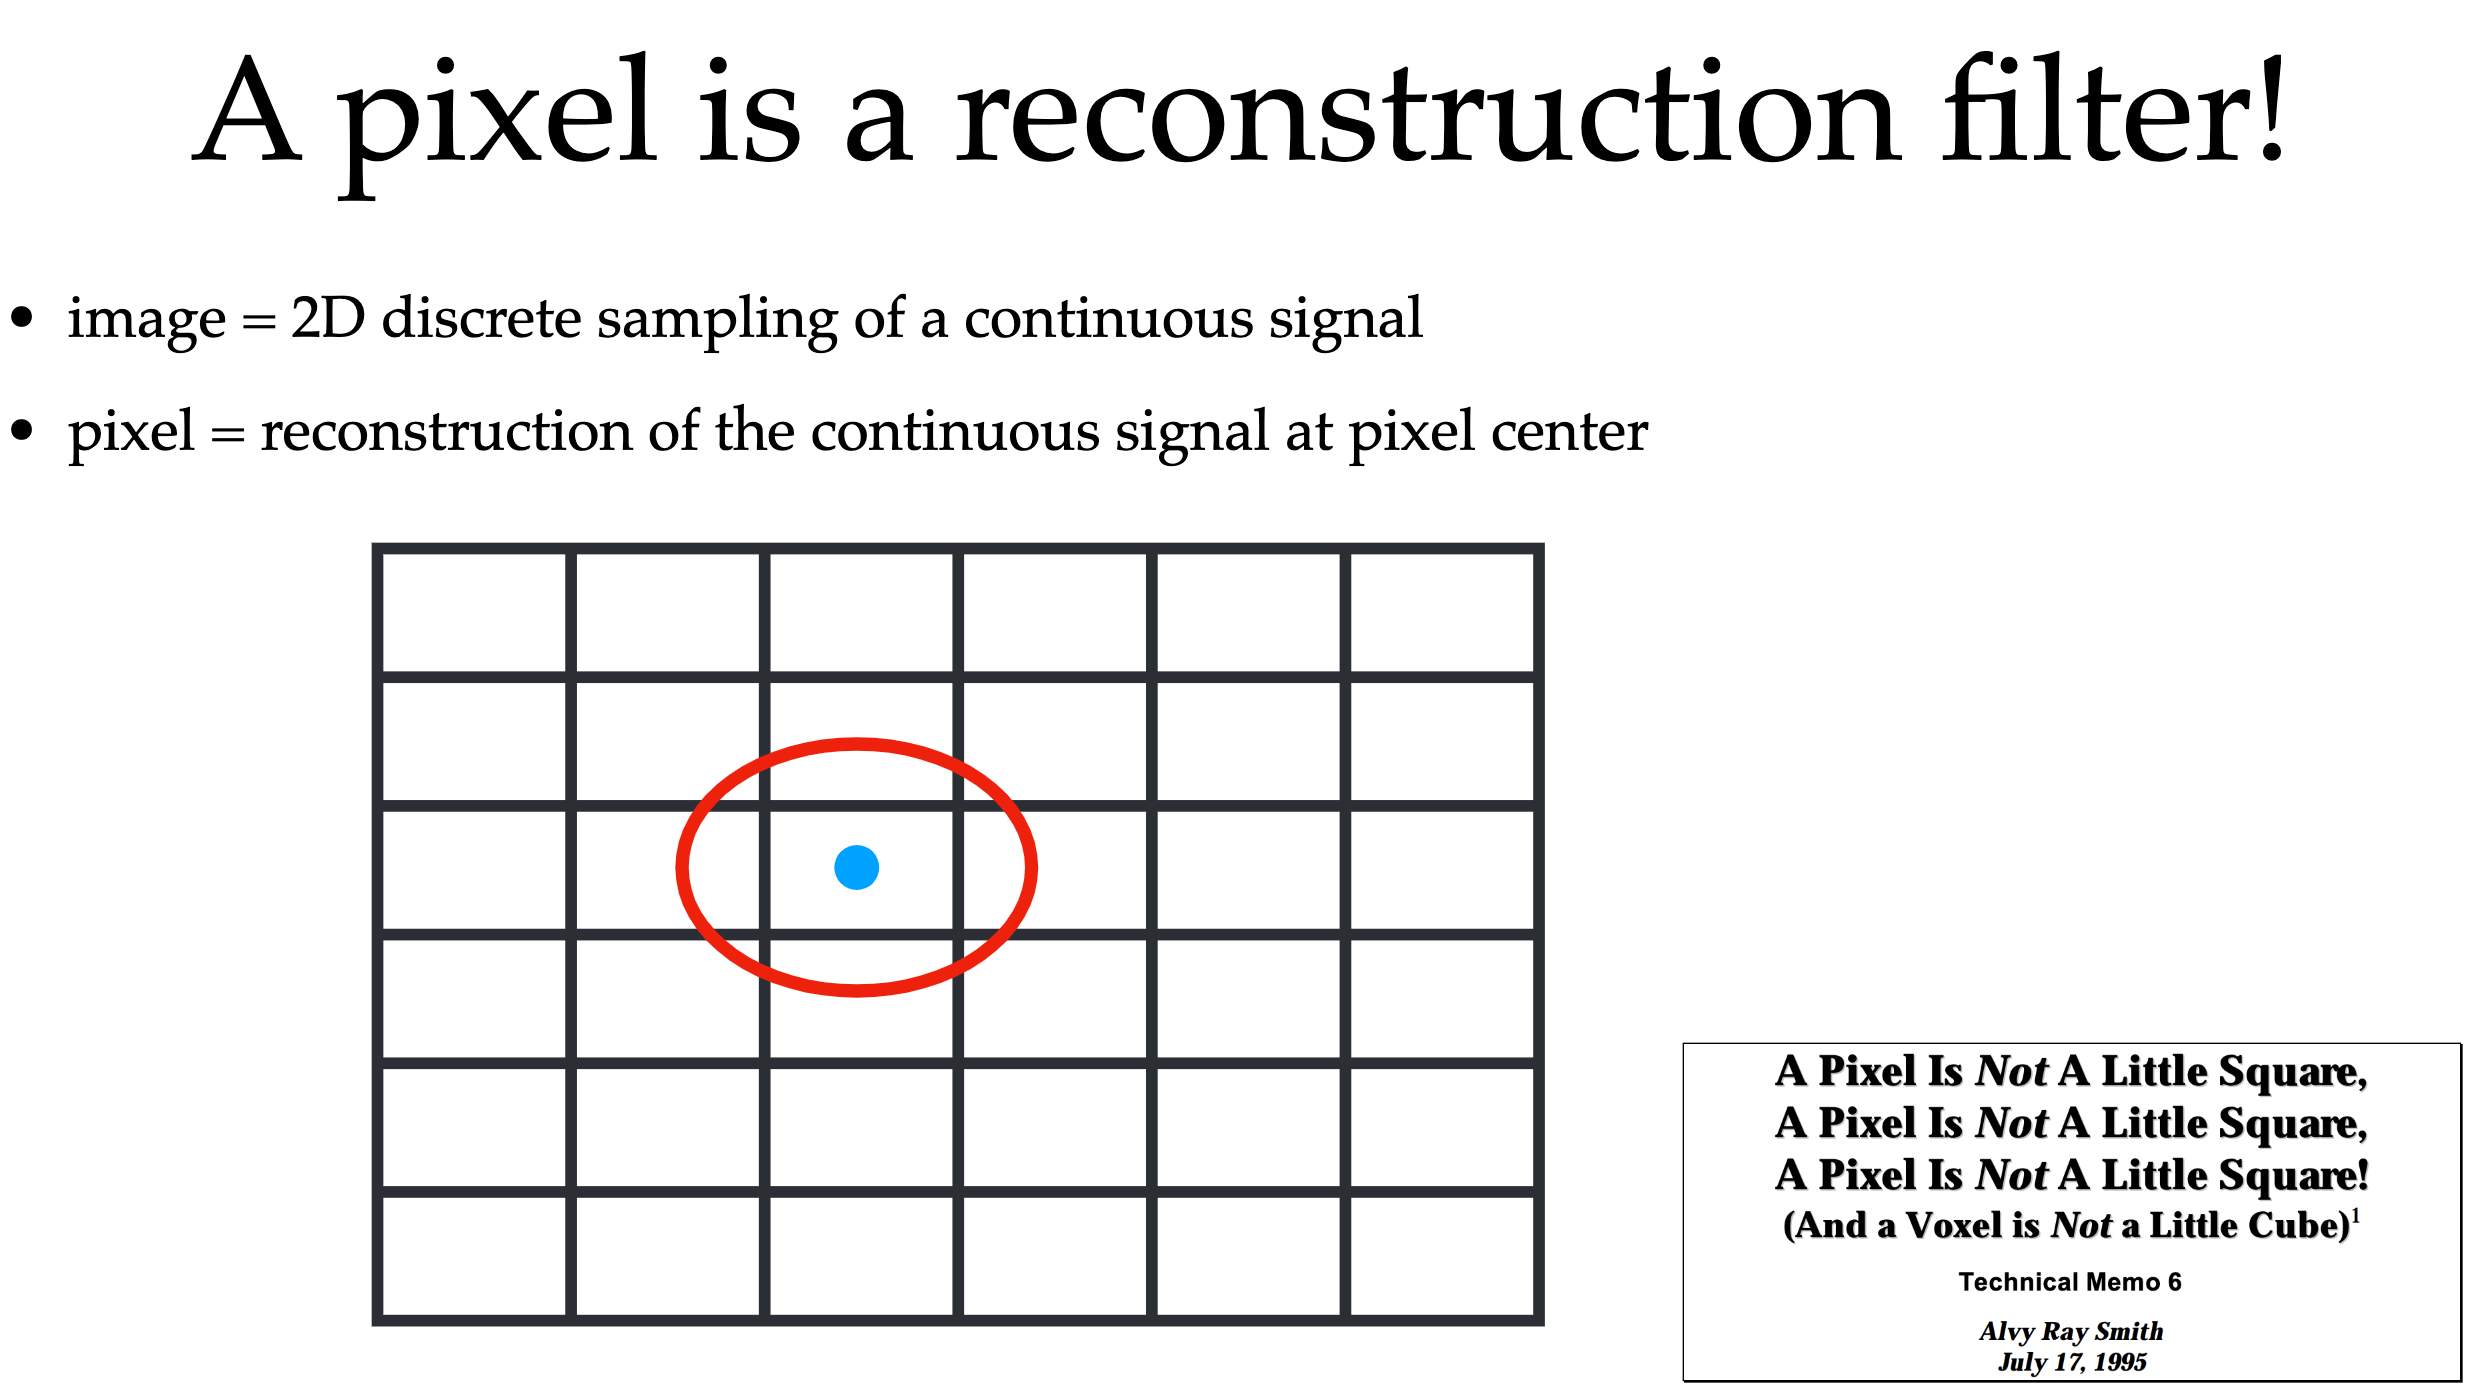 A pixel is a reconstruction filter!
• image = 2D discrete sampling of a continuous signal
• pixel = reconstruction of the continuous signal at pixel center
A Pixel Is Not A Little Square,
A Pixel Is Not A Little Square,
A Pixel Is Not A Little Square!
(And a Voxel is Not a Little Cube)¹
Technical Memo 6
Alvy Ray Smith
July 17, 1995